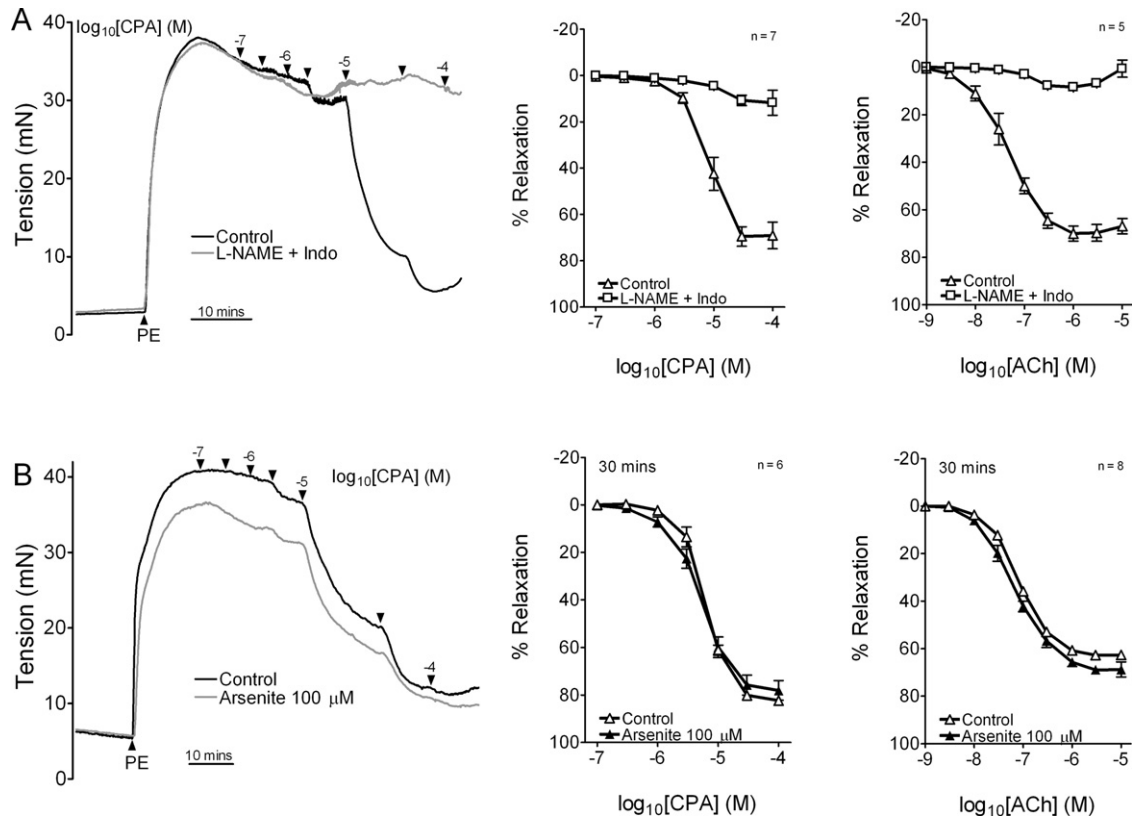 A
log10[CPA] (M)
-7
-6
-5
-4
40
30
20
10
0
Tension (mN)
Control
L-NAME + Indo
10 mins
PE
n = 7
-20
0
20
40
60
80
100
% Relaxation
Control
L-NAME + Indo
-7 -6 -5 -4
log10[CPA] (M)
n = 5
-20
0
20
40
60
80
100
% Relaxation
Control
L-NAME + Indo
-9 -8 -7 -6 -5
log10[ACh] (M)
B
log10[CPA] (M)
-7
-6
-5
-4
40
30
20
10
0
Tension (mN)
Control
Arsenite 100 μM
10 mins
PE
30 mins
n = 6
-20
0
20
40
60
80
100
% Relaxation
Control
Arsenite 100 μM
-7 -6 -5 -4
log10[CPA] (M)
30 mins
n = 8
-20
0
20
40
60
80
100
% Relaxation
Control
Arsenite 100 μM
-9 -8 -7 -6 -5
log10[ACh] (M)